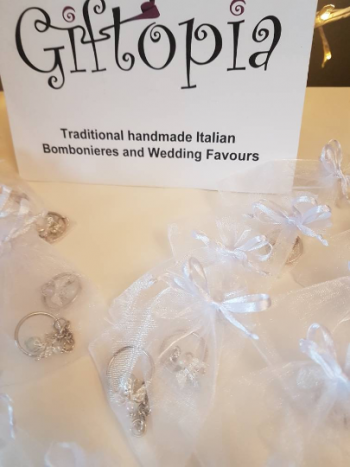 Giftopia
Traditional handmade Italian
Bombonieres and Wedding Favours